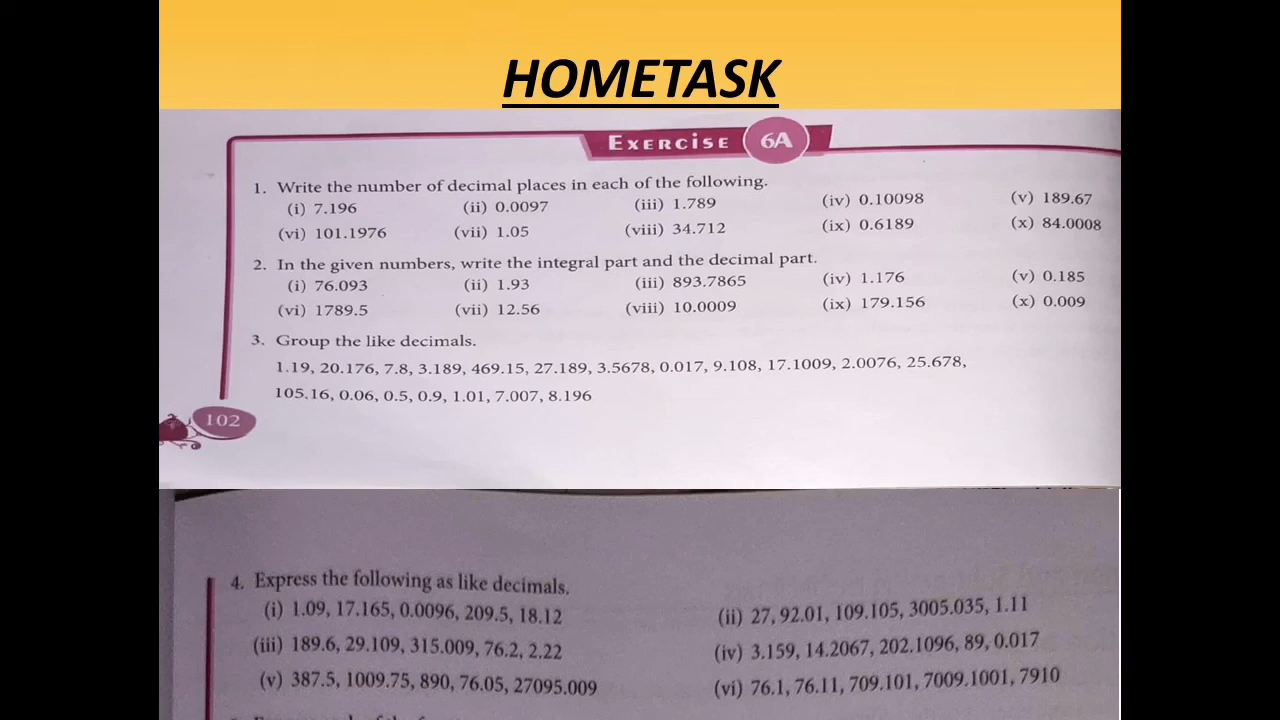 HOMETASK
EXERCISE 6A
1. Write the number of decimal places in each of the following.
(i) 7.196 (ii) 0.0097 (iii) 1.789 (iv) 0.10098 (v) 189.67
(vi) 101.1976 (vii) 1.05 (viii) 34.712 (ix) 0.6189 (x) 84.0008
2. In the given numbers, write the integral part and the decimal part.
(i) 76.093 (ii) 1.93 (iii) 893.7865 (iv) 1.176 (v) 0.185
(vi) 1789.5 (vii) 12.56 (viii) 10.0009 (ix) 179.156 (x) 0.009
3. Group the like decimals.
1.19, 20.176, 7.8, 3.189, 469.15, 27.189, 3.5678, 0.017, 9.108, 17.1009, 2.0076, 25.678,
105.16, 0.06, 0.5, 0.9, 1.01, 7.007, 8.196
102
4. Express the following as like decimals.
(i) 1.09, 17.165, 0.0096, 209.5, 18.12 (ii) 27, 92.01, 109.105, 3005.035, 1.11
(iii) 189.6, 29.109, 315.009, 76.2, 2.22 (iv) 3.159, 14.2067, 202.1096, 89, 0.017
(v) 387.5, 1009.75, 890, 76.05, 27095.009 (vi) 76.1, 76.11, 709.101, 7009.1001, 7910